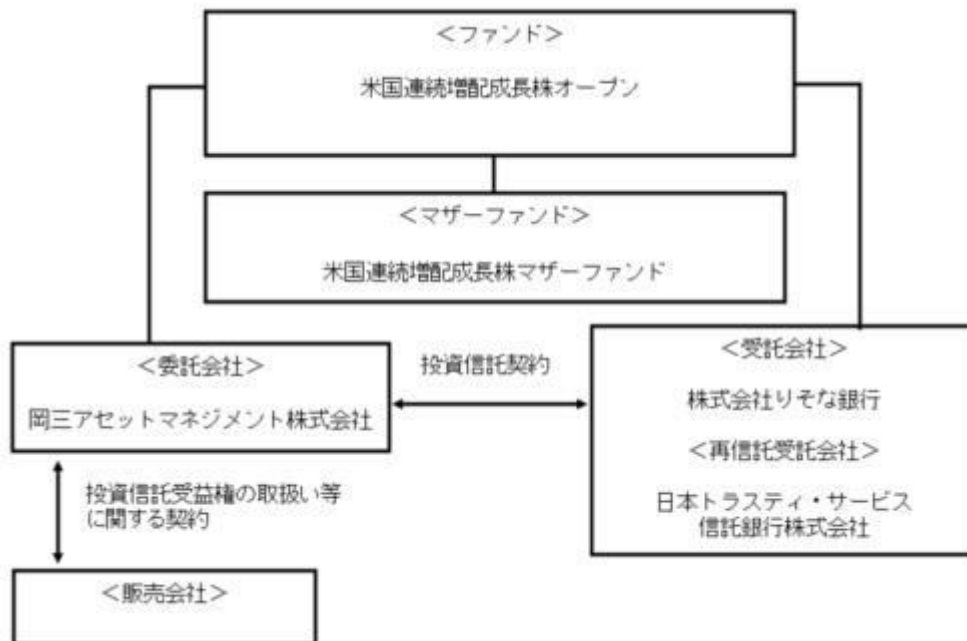 ＜ファンド＞
米国連続増配成長株オープン
＜マザーファンド＞
米国連続増配成長株マザーファンド
＜委託会社＞
岡三アセットマネジメント株式会社
投資信託契約
＜受託会社＞
株式会社りそな銀行
＜再信託受託会社＞
日本トラスティ・サービス
信託銀行株式会社
投資信託受益権の取扱い等
に関する契約
＜販売会社＞